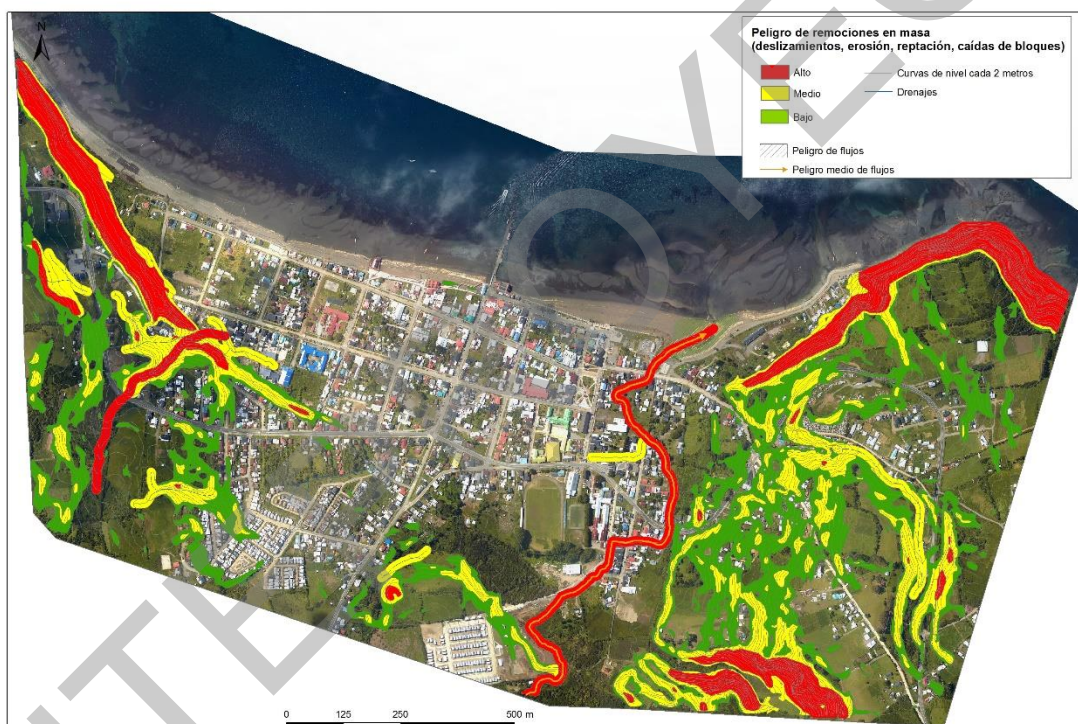 N
Peligro de remociones en masa
(deslizamientos, erosión, reptación, caídas de bloques)
Alto
Medio
Bajo
Curvas de nivel cada 2 metros
Drenajes
Peligro de flujos
Peligro medio de flujos
0 125 250 500 m